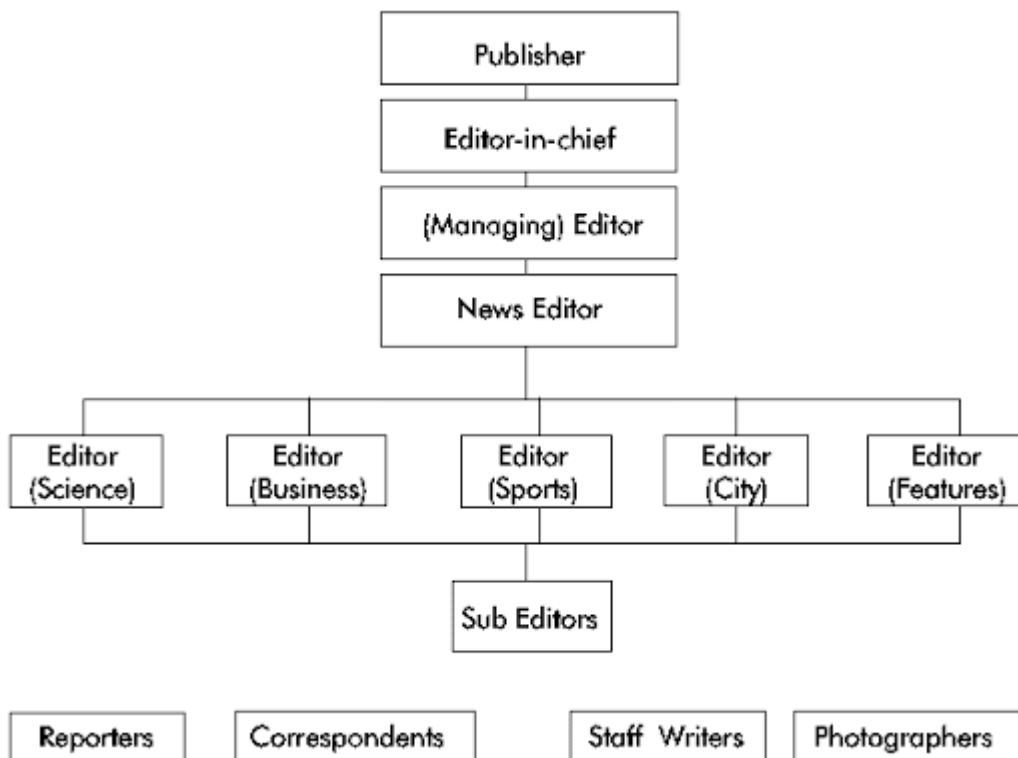 Publisher
Editor-in-chief
(Managing) Editor
News Editor
Editor
(Science)
Editor
(Business)
Editor
(Sports)
Editor
(City)
Editor
(Features)
Sub Editors
Reporters
Correspondents
Staff Writers
Photographers